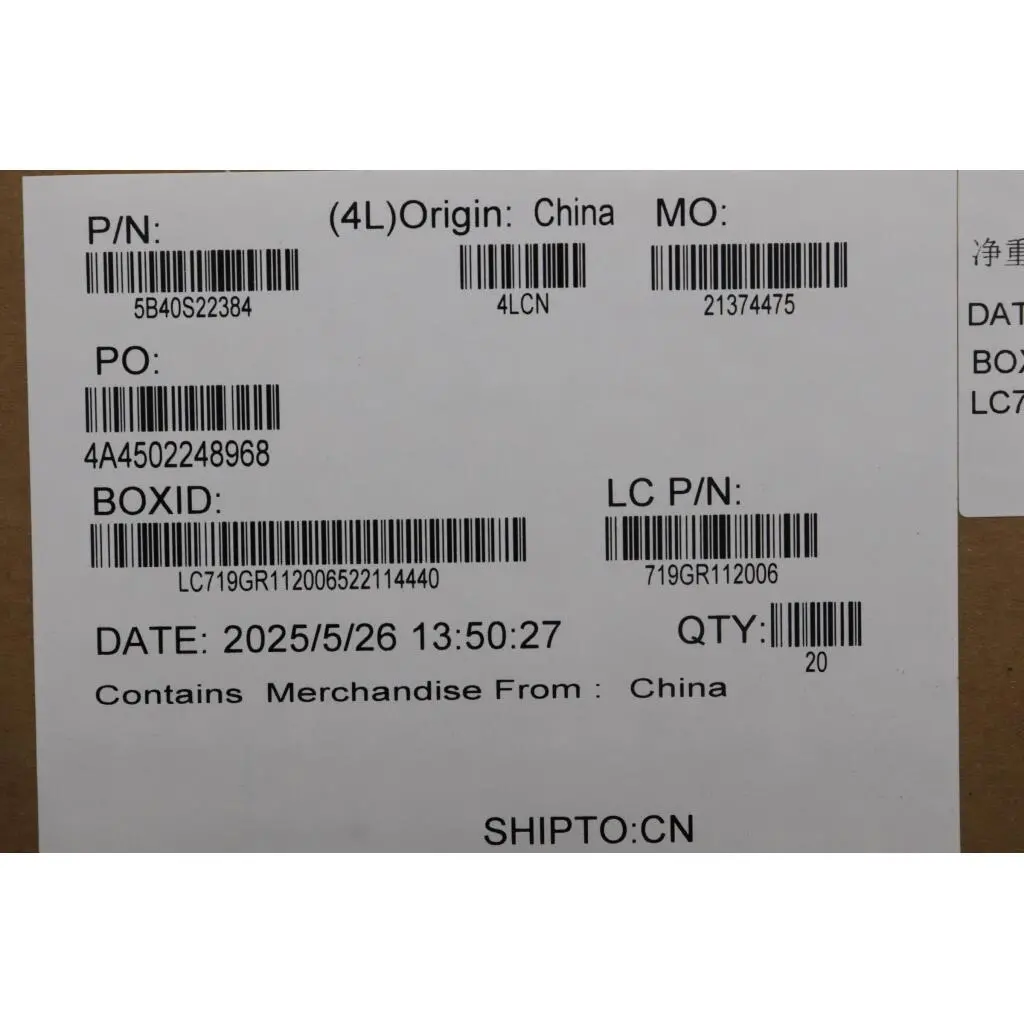 P/N:
(4L)Origin: China
MO:
5B40S22384
4LCN
21374475
PO:
4A4502248968
BOXID:
LC P/N:
LC719GR112006522114440
719GR112006
DATE: 2025/5/26 13:50:27
QTY:
20
Contains Merchandise From : China
SHIPTO:CN
净重
DAT
BOX
LC7